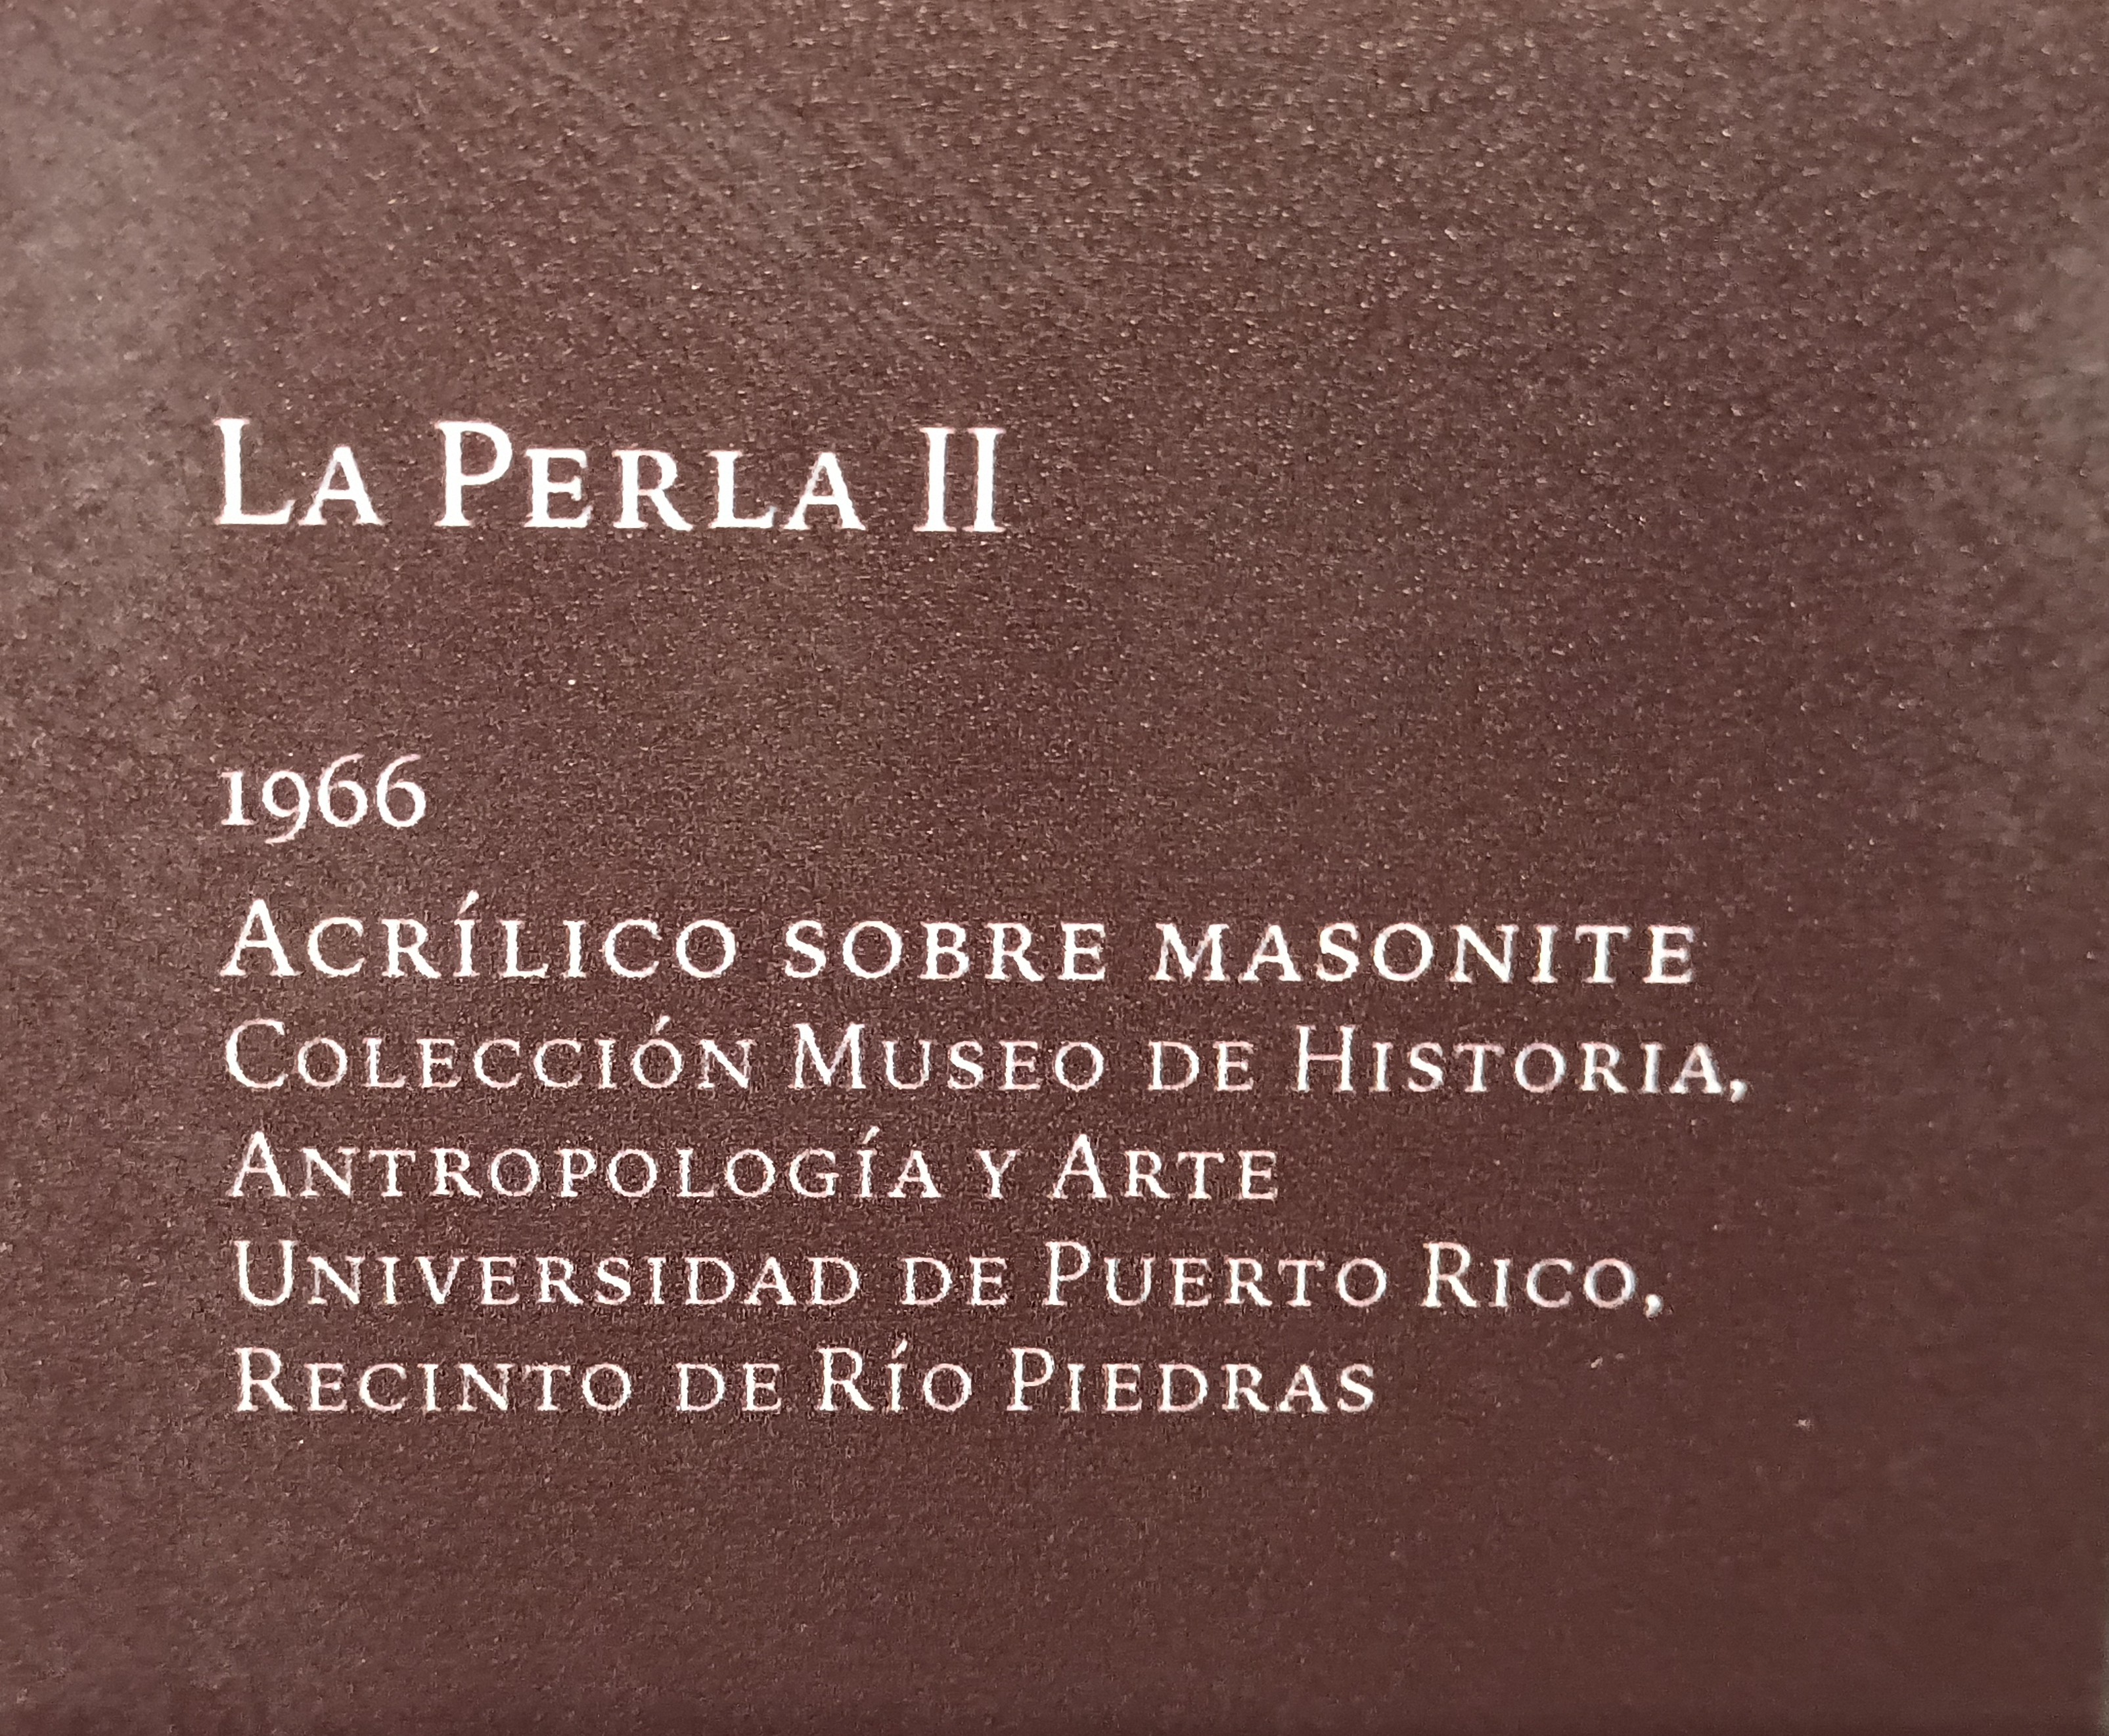 La Perla II
1966
Acrílico sobre masonite
Colección Museo de Historia,
Antropología y Arte
Universidad de Puerto Rico,
Recinto de Río Piedras